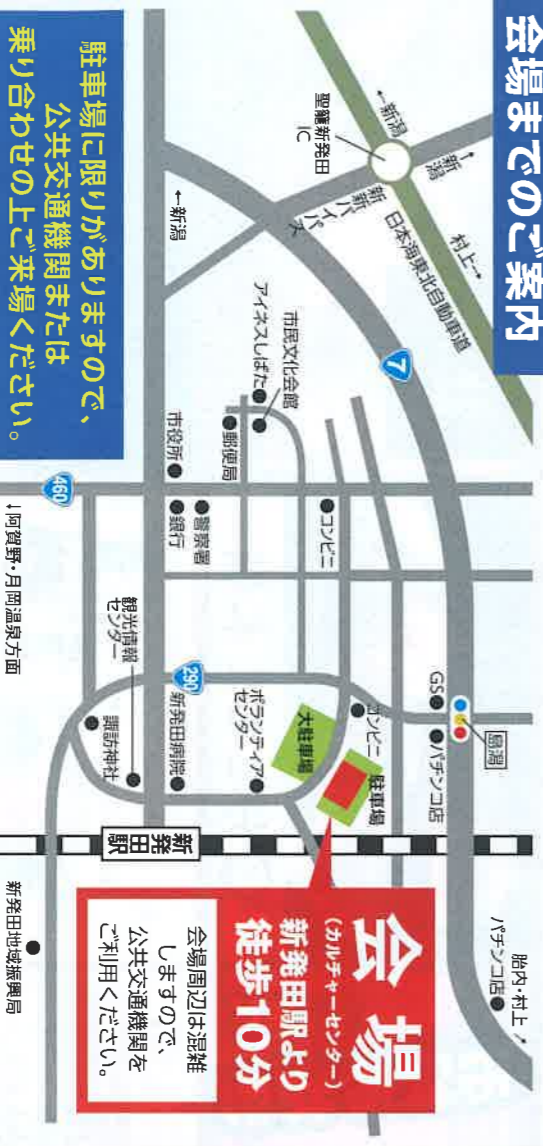 会場までのご案内
←新潟
新潟
聖籠新発田
IC
新新バイパス
日本海東北自動車道
村上→
←新潟
7
市民文化会館
アイネスしばた
郵便局
市役所
銀行
警察署
コンビニ
460
↓阿賀野・月岡温泉方面
観光情報
センター
290
新発田病院
諏訪神社
ボランティア
センター
大駐車場
コンビニ
駐車場
GS
パチンコ店
島潟
新発田駅
胎内・村上
パチンコ店
新発田地域振興局
会場
(カルチャーセンター)
新発田駅より
徒歩10分
会場周辺は混雑
しますので、
公共交通機関を
ご利用ください。
駐車場に限りがありますので、
公共交通機関または
乗り合わせの上ご来場ください。